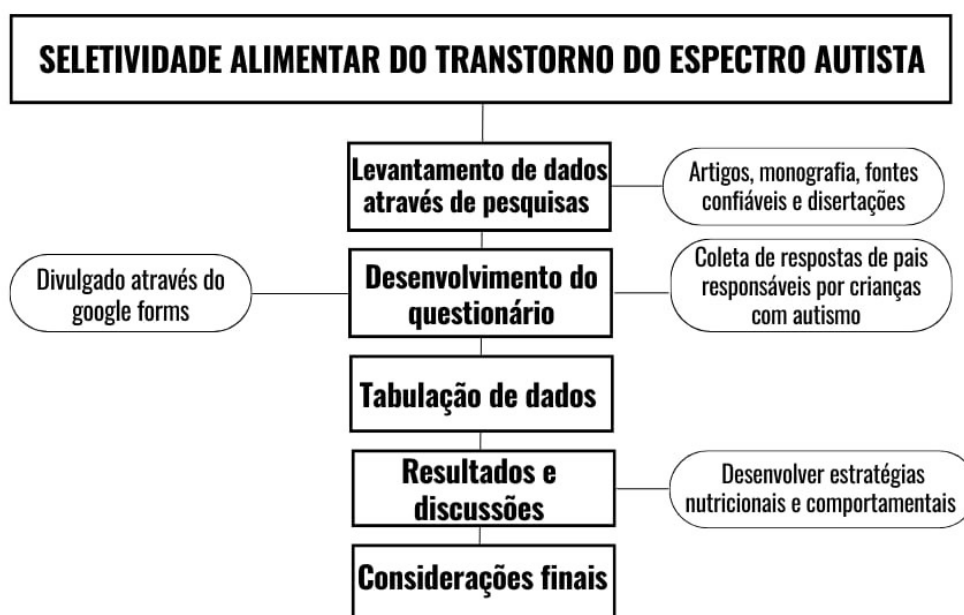 SELETIVIDADE ALIMENTAR DO TRANSTORNO DO ESPECTRO AUTISTA
Levantamento de dados
através de pesquisas
Artigos, monografia, fontes
confiáveis e disertações
Divulgado através do
google forms
Desenvolvimento do
questionário
Coleta de respostas de pais
responsáveis por crianças
com autismo
Tabulação de dados
Resultados e
discussões
Desenvolver estratégias
nutricionais e comportamentais
Considerações finais